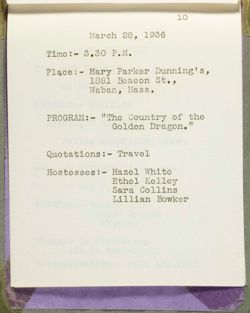 10
March 28, 1936
Time:- 3.30 P.M.
Place:- Mary Parker Dunning's,
1881 Beacon St.,
Waban, Mass.
PROGRAM:- "The Country of the
Golden Dragon."
Quotations:- Travel
Hostesses:- Hazel White
Ethel Kelley
Sara Collins
Lillian Bowker